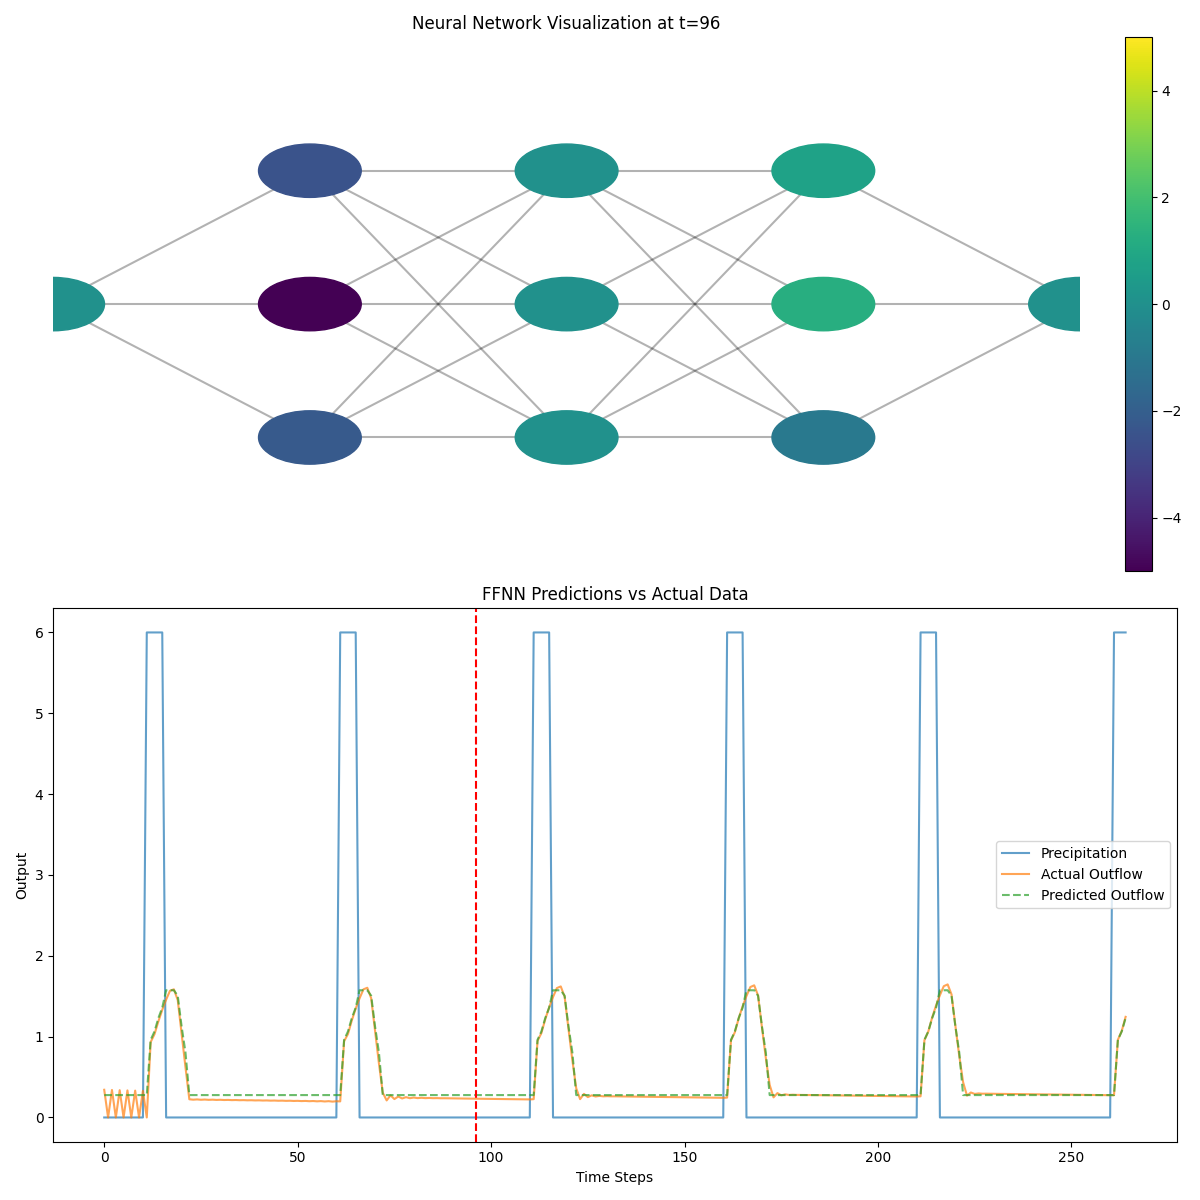 Neural Network Visualization at t=96
4
2
0
−2
−4
FFNN Predictions vs Actual Data
6
5
4
3
2
1
0
Output
Precipitation
Actual Outflow
Predicted Outflow
0 50 100 150 200 250
Time Steps